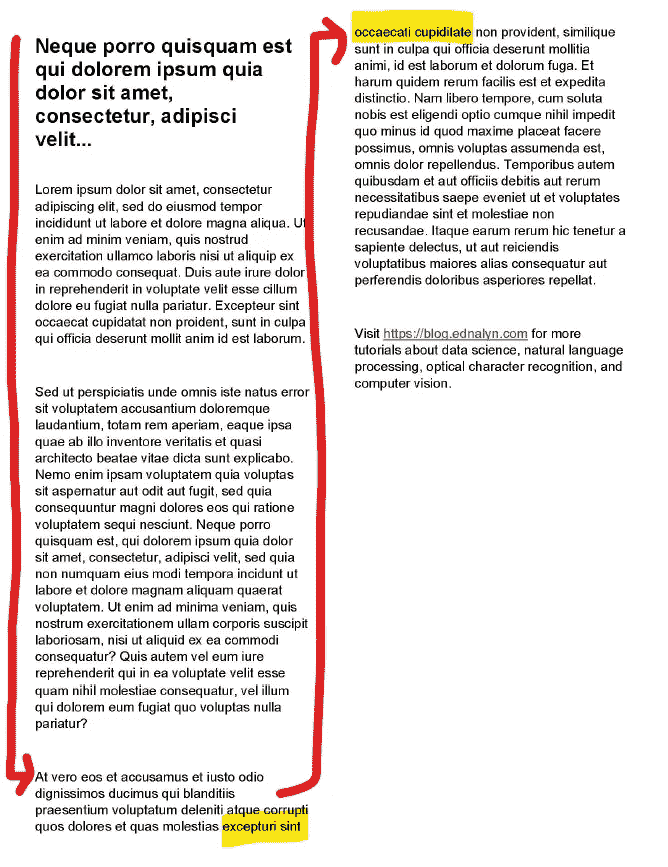 Neque porro quisquam est
qui dolorem ipsum quia
dolor sit amet,
consectetur, adipisci
velit...
Lorem ipsum dolor sit amet, consectetur
adipiscing elit, sed do eiusmod tempor
incididunt ut labore et dolore magna aliqua. Ut
enim ad minim veniam, quis nostrud
exercitation ullamco laboris nisi ut aliquip ex
ea commodo consequat. Duis aute irure dolor
in reprehenderit in voluptate velit esse cillum
dolore eu fugiat nulla pariatur. Excepteur sint
occaecat cupidatat non proident, sunt in culpa
qui officia deserunt mollit anim id est laborum.
Sed ut perspiciatis unde omnis iste natus error
sit voluptatem accusantium doloremque
laudantium, totam rem aperiam, eaque ipsa
quae ab illo inventore veritatis et quasi
architecto beatae vitae dicta sunt explicabo.
Nemo enim ipsam voluptatem quia voluptas
sit aspernatur aut odit aut fugit, sed quia
consequuntur magni dolores eos qui ratione
voluptatem sequi nesciunt. Neque porro
quisquam est, qui dolorem ipsum quia dolor
sit amet, consectetur, adipisci velit, sed quia
non numquam eius modi tempora incidunt ut
labore et dolore magnam aliquam quaerat
voluptatem. Ut enim ad minima veniam, quis
nostrum exercitationem ullam corporis suscipit
laboriosam, nisi ut aliquid ex ea commodi
consequatur? Quis autem vel eum iure
reprehenderit qui in ea voluptate velit esse
quam nihil molestiae consequatur, vel illum
qui dolorem eum fugiat quo voluptas nulla
pariatur?
At vero eos et accusamus et iusto odio
dignissimos ducimus qui blanditiis
praesentium voluptatum deleniti atque corrupti
quos dolores et quas molestias excepturi sint
occaecati cupiditate non provident, similique
sunt in culpa qui officia deserunt mollitia
animi, id est laborum et dolorum fuga. Et
harum quidem rerum facilis est et expedita
distinctio. Nam libero tempore, cum soluta
nobis est eligendi optio cumque nihil impedit
quo minus id quod maxime placeat facere
possimus, omnis voluptas assumenda est,
omnis dolor repellendus. Temporibus autem
quibusdam et aut officiis debitis aut rerum
necessitatibus saepe eveniet ut et voluptates
repudiandae sint et molestiae non
recusandae. Itaque earum rerum hic tenetur a
sapiente delectus, ut aut reiciendis
voluptatibus maiores alias consequatur aut
perferendis doloribus asperiores repellat.
Visit https://blog.ednalyn.com for more
tutorials about data science, natural language
processing, optical character recognition, and
computer vision.